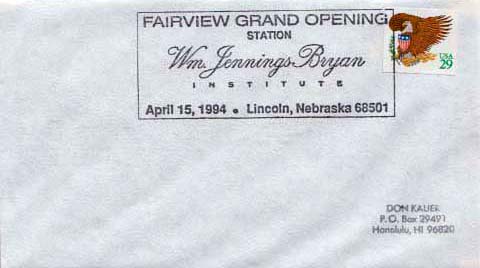 FAIRVIEW GRAND OPENING
STATION
Wm. Jennings Bryan
INSTITUTE
April 15, 1994 • Lincoln, Nebraska 68501
USA
29
DON KAUER
P.O. Box 29491
Honolulu, HI 96820